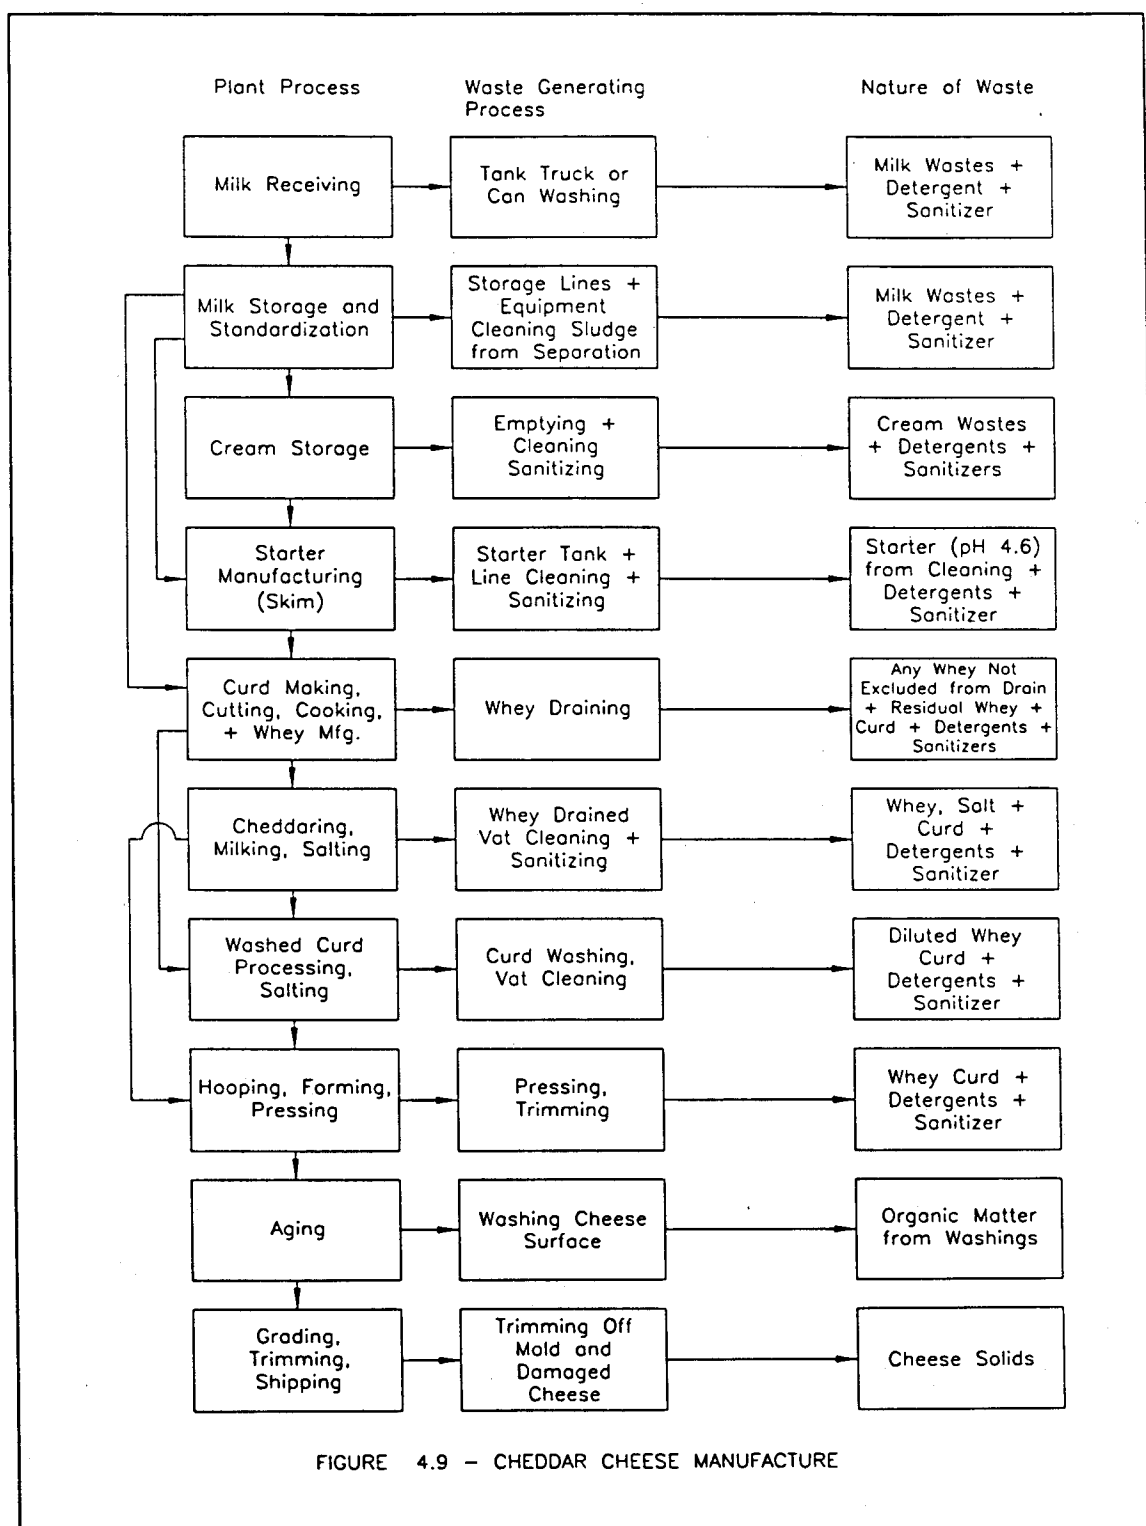 Plant Process
Waste Generating
Process
Nature of Waste
Milk Receiving
Tank Truck or
Can Washing
Milk Wastes +
Detergent +
Sanitizer
Milk Storage and
Standardization
Storage Lines +
Equipment
Cleaning Sludge
from Separation
Milk Wastes +
Detergent +
Sanitizer
Cream Storage
Emptying +
Cleaning
Sanitizing
Cream Wastes
+ Detergents +
Sanitizers
Starter
Manufacturing
(Skim)
Starter Tank +
Line Cleaning +
Sanitizing
Starter (pH 4.6)
from Cleaning +
Detergents +
Sanitizer
Curd Making,
Cutting, Cooking,
+ Whey Mfg.
Whey Draining
Any Whey Not
Excluded from Drain
+ Residual Whey +
Curd + Detergents +
Sanitizers
Cheddaring,
Milking, Salting
Whey Drained
Vat Cleaning +
Sanitizing
Whey, Salt +
Curd +
Detergents +
Sanitizer
Washed Curd
Processing,
Salting
Curd Washing,
Vat Cleaning
Diluted Whey
Curd +
Detergents +
Sanitizer
Hooping, Forming,
Pressing
Pressing,
Trimming
Whey Curd +
Detergents +
Sanitizer
Aging
Washing Cheese
Surface
Organic Matter
from Washings
Grading,
Trimming,
Shipping
Trimming Off
Mold and
Damaged
Cheese
Cheese Solids
FIGURE 4.9 - CHEDDAR CHEESE MANUFACTURE